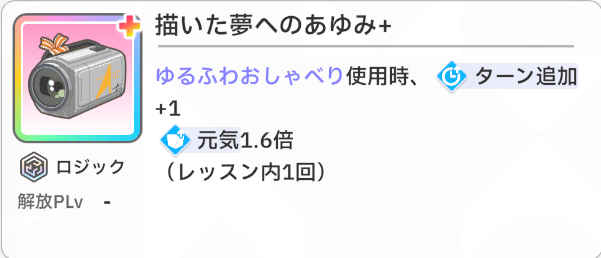 描いた夢へのあゆみ+
ゆるふわおしゃべり使用時、 ターン追加
+1
元気1.6倍
(レッスン内1回)
ロジック
解放PLv -